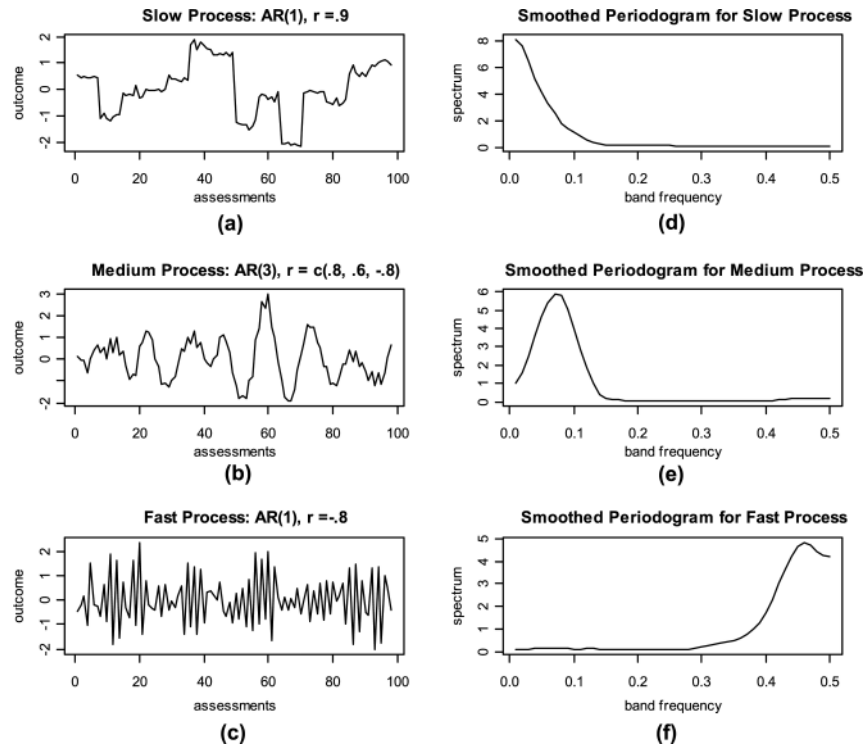 Slow Process: AR(1), r =.9
outcome
2
1
0
-1
-2
0 20 40 60 80 100
assessments
(a)
Smoothed Periodogram for Slow Process
spectrum
8
6
4
2
0
0.0 0.1 0.2 0.3 0.4 0.5
band frequency
(d)
Medium Process: AR(3), r = c(.8, .6, -.8)
outcome
3
2
1
0
-2
0 20 40 60 80 100
assessments
(b)
Smoothed Periodogram for Medium Process
spectrum
6
5
4
3
2
1
0
0.0 0.1 0.2 0.3 0.4 0.5
band frequency
(e)
Fast Process: AR(1), r =-.8
outcome
2
1
0
-1
-2
0 20 40 60 80 100
assessments
(c)
Smoothed Periodogram for Fast Process
spectrum
5
4
3
2
1
0
0.0 0.1 0.2 0.3 0.4 0.5
band frequency
(f)